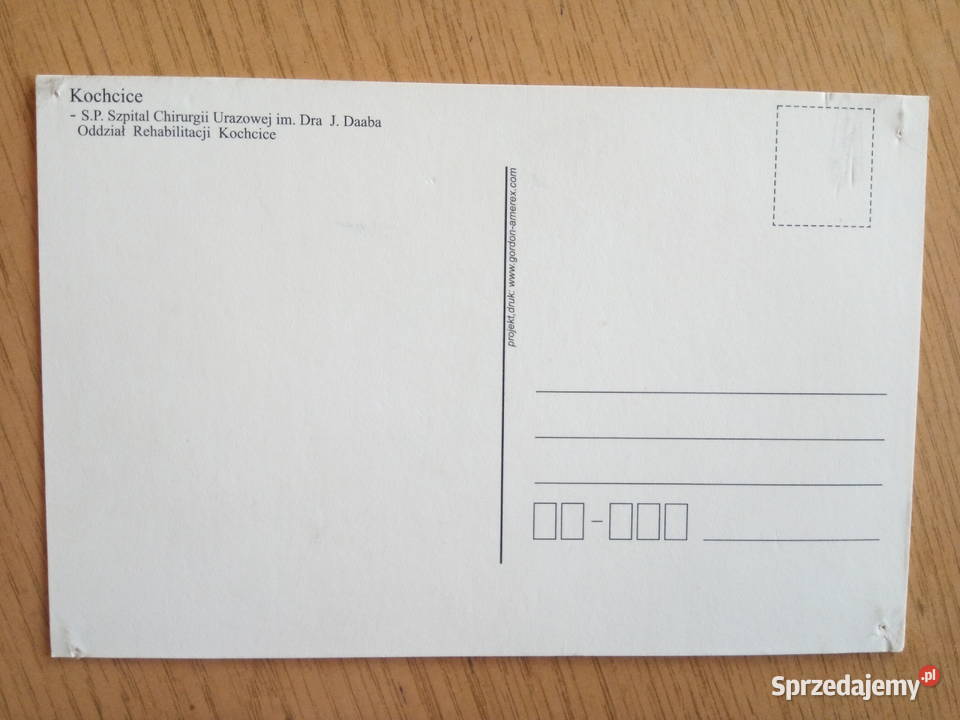 Kochcice
- S.P. Szpital Chirurgii Urazowej im. Dra J. Daaba
Oddział Rehabilitacji Kochcice
projekt,druk: www.gordon-amerex.com
Sprzedajemy.pl